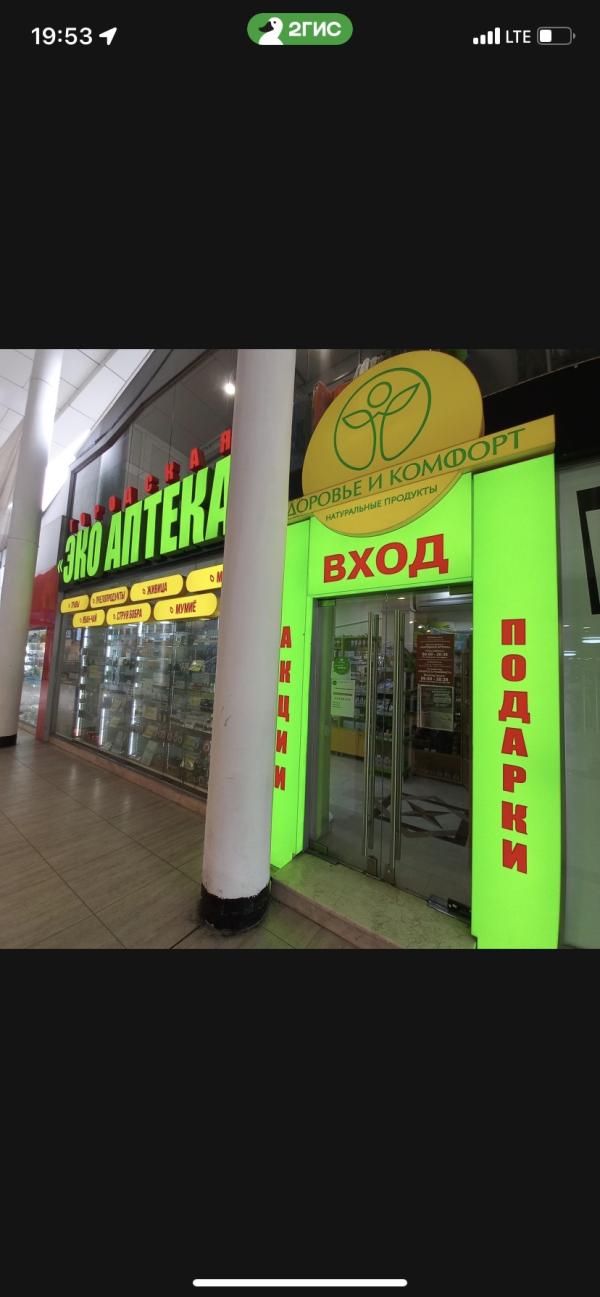 19:53
2ГИС
LTE
ГОРОДСКАЯ
«ЭКО АПТЕКА
ТРАВЫ
ПЧЕЛОПРОДУКТЫ
ЖИВИЦА
ИВАН-ЧАЙ
СТРУЯ БОБРА
МУМИЁ
ЗДОРОВЬЕ И КОМФОРТ
НАТУРАЛЬНЫЕ ПРОДУКТЫ
ВХОД
АКЦИИ
ПОДАРКИ